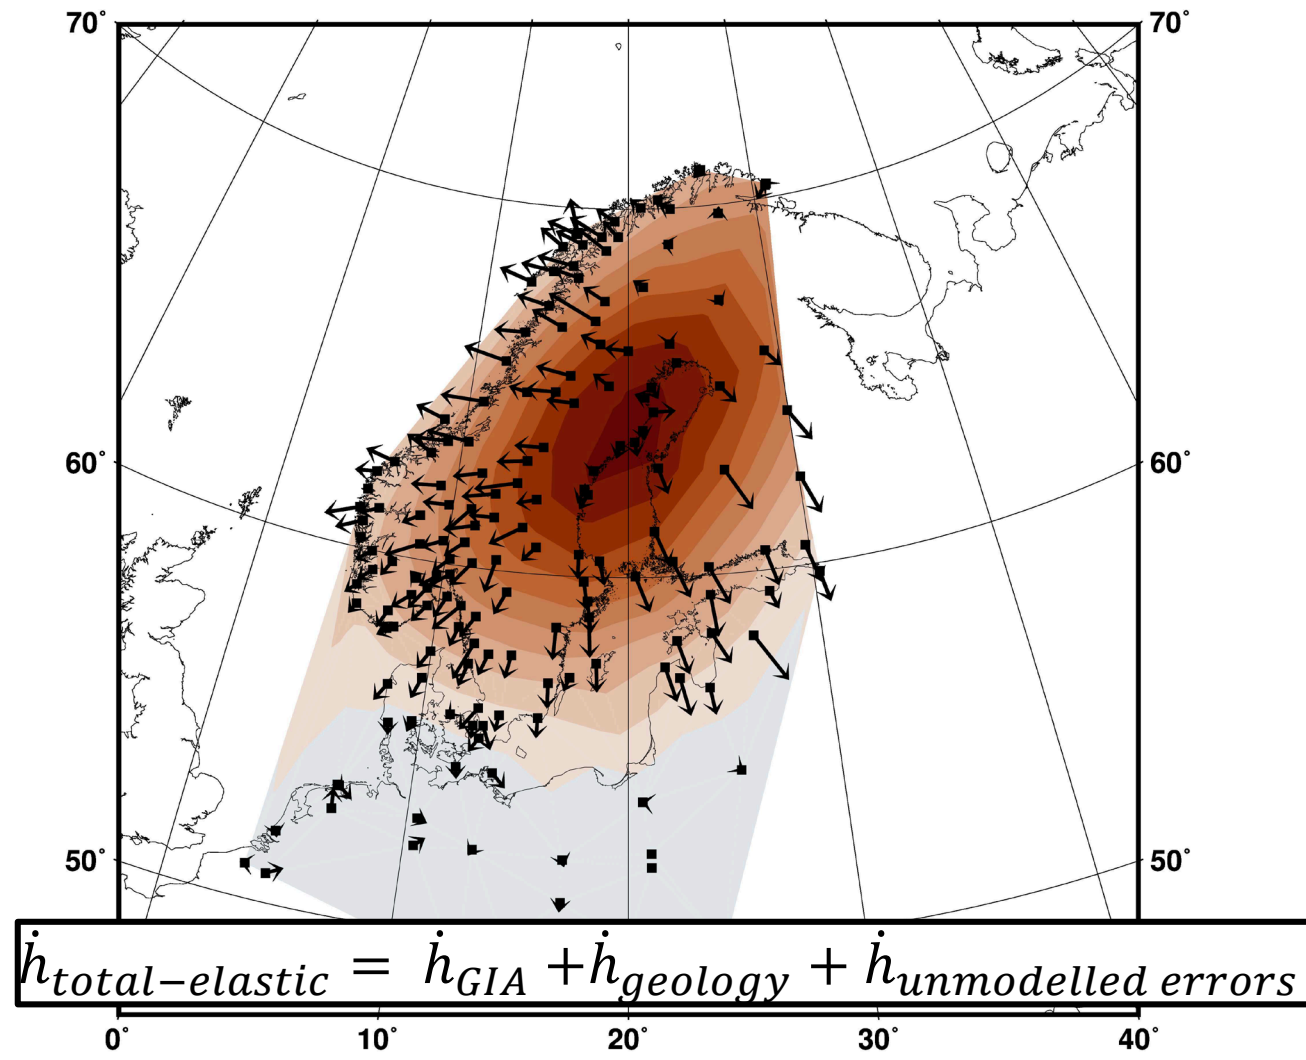 70° 70°
60° 60°
50° 50°
ḣ_total−elastic = ḣ_GIA + ḣ_geology + ḣ_unmodelled errors
0° 10° 20° 30° 40°